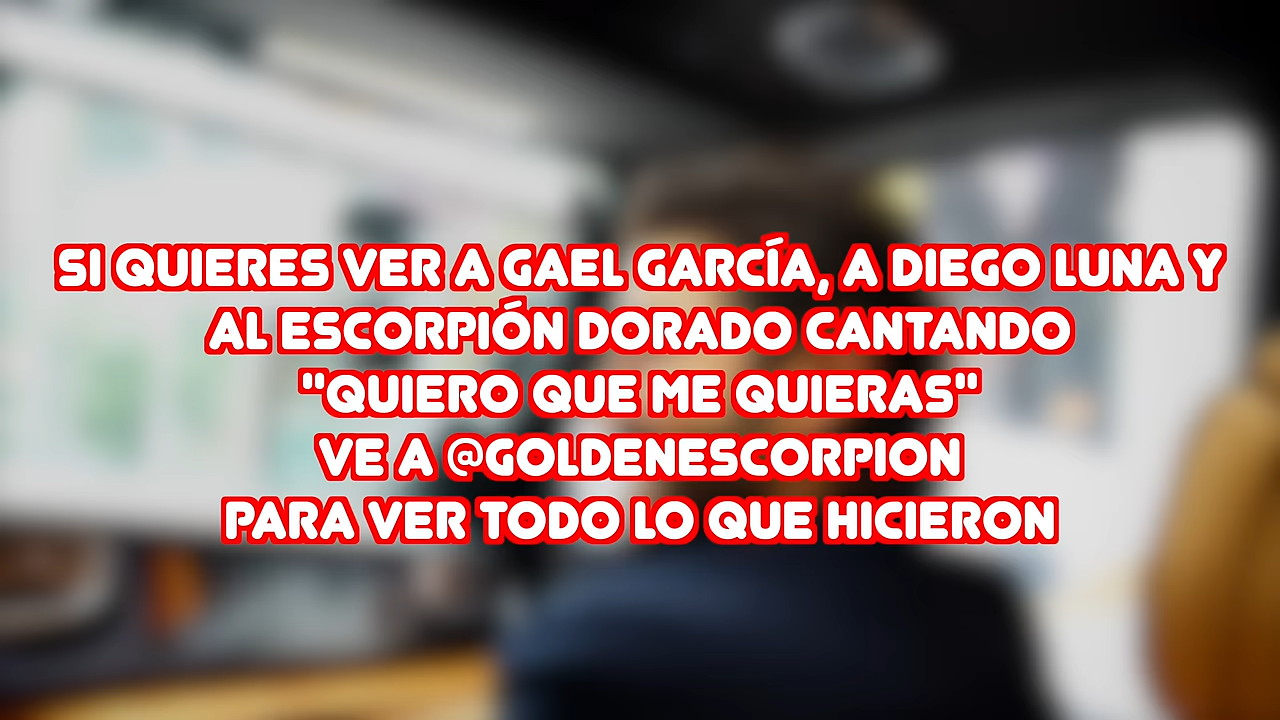 SI QUIERES VER A GAEL GARCÍA, A DIEGO LUNA Y
AL ESCORPIÓN DORADO CANTANDO
"QUIERO QUE ME QUIERAS"
VE A @GOLDENESCORPION
PARA VER TODO LO QUE HICIERON